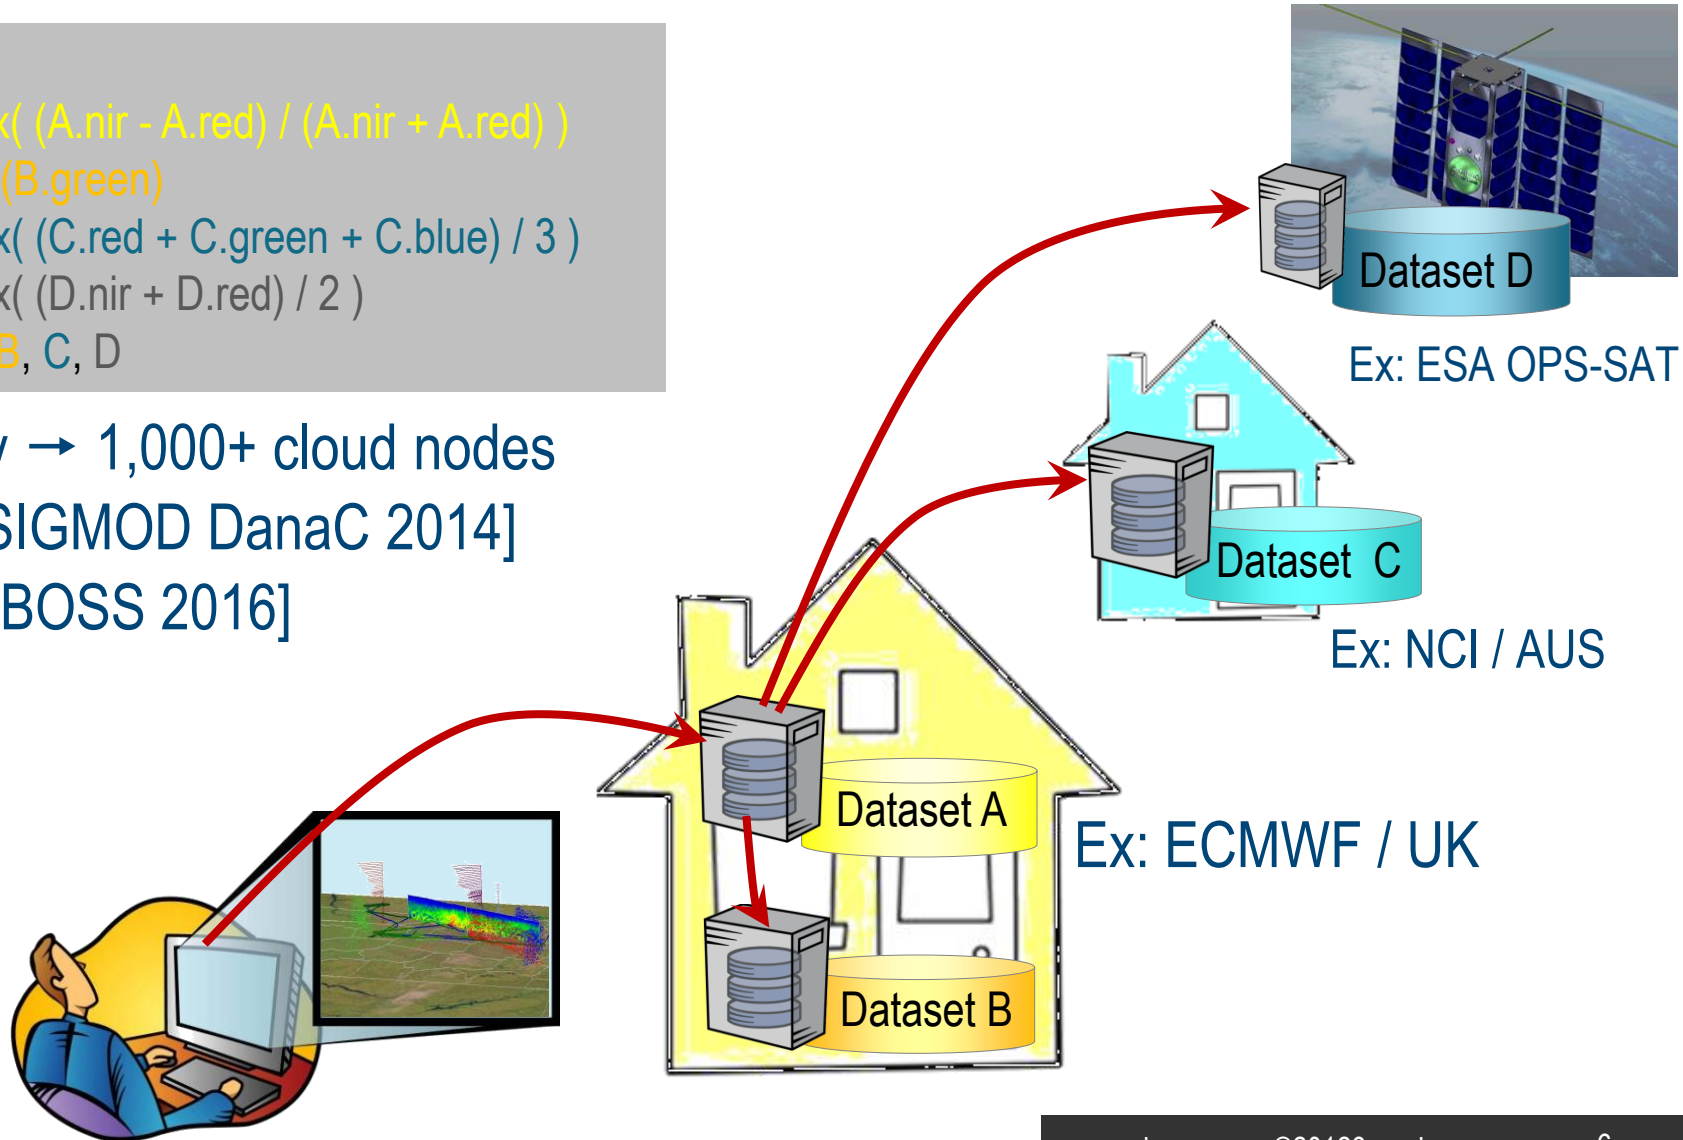 x( (A.nir - A.red) / (A.nir + A.red) )
(B.green)
x( (C.red + C.green + C.blue) / 3 )
x( (D.nir + D.red) / 2 )
B, C, D
y → 1,000+ cloud nodes
SIGMOD DanaC 2014]
BOSS 2016]
Dataset D
Ex: ESA OPS-SAT
Dataset C
Ex: NCI / AUS
Dataset A
Ex: ECMWF / UK
Dataset B